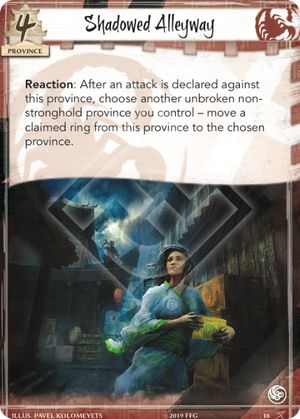 4
Shadowed Alleyway
PROVINCE
Reaction: After an attack is declared against
this province, choose another unbroken non-
stronghold province you control – move a
claimed ring from this province to the chosen
province.
ILLUS. PAVEL KOLOMEYETS
© 2019 FFG
18